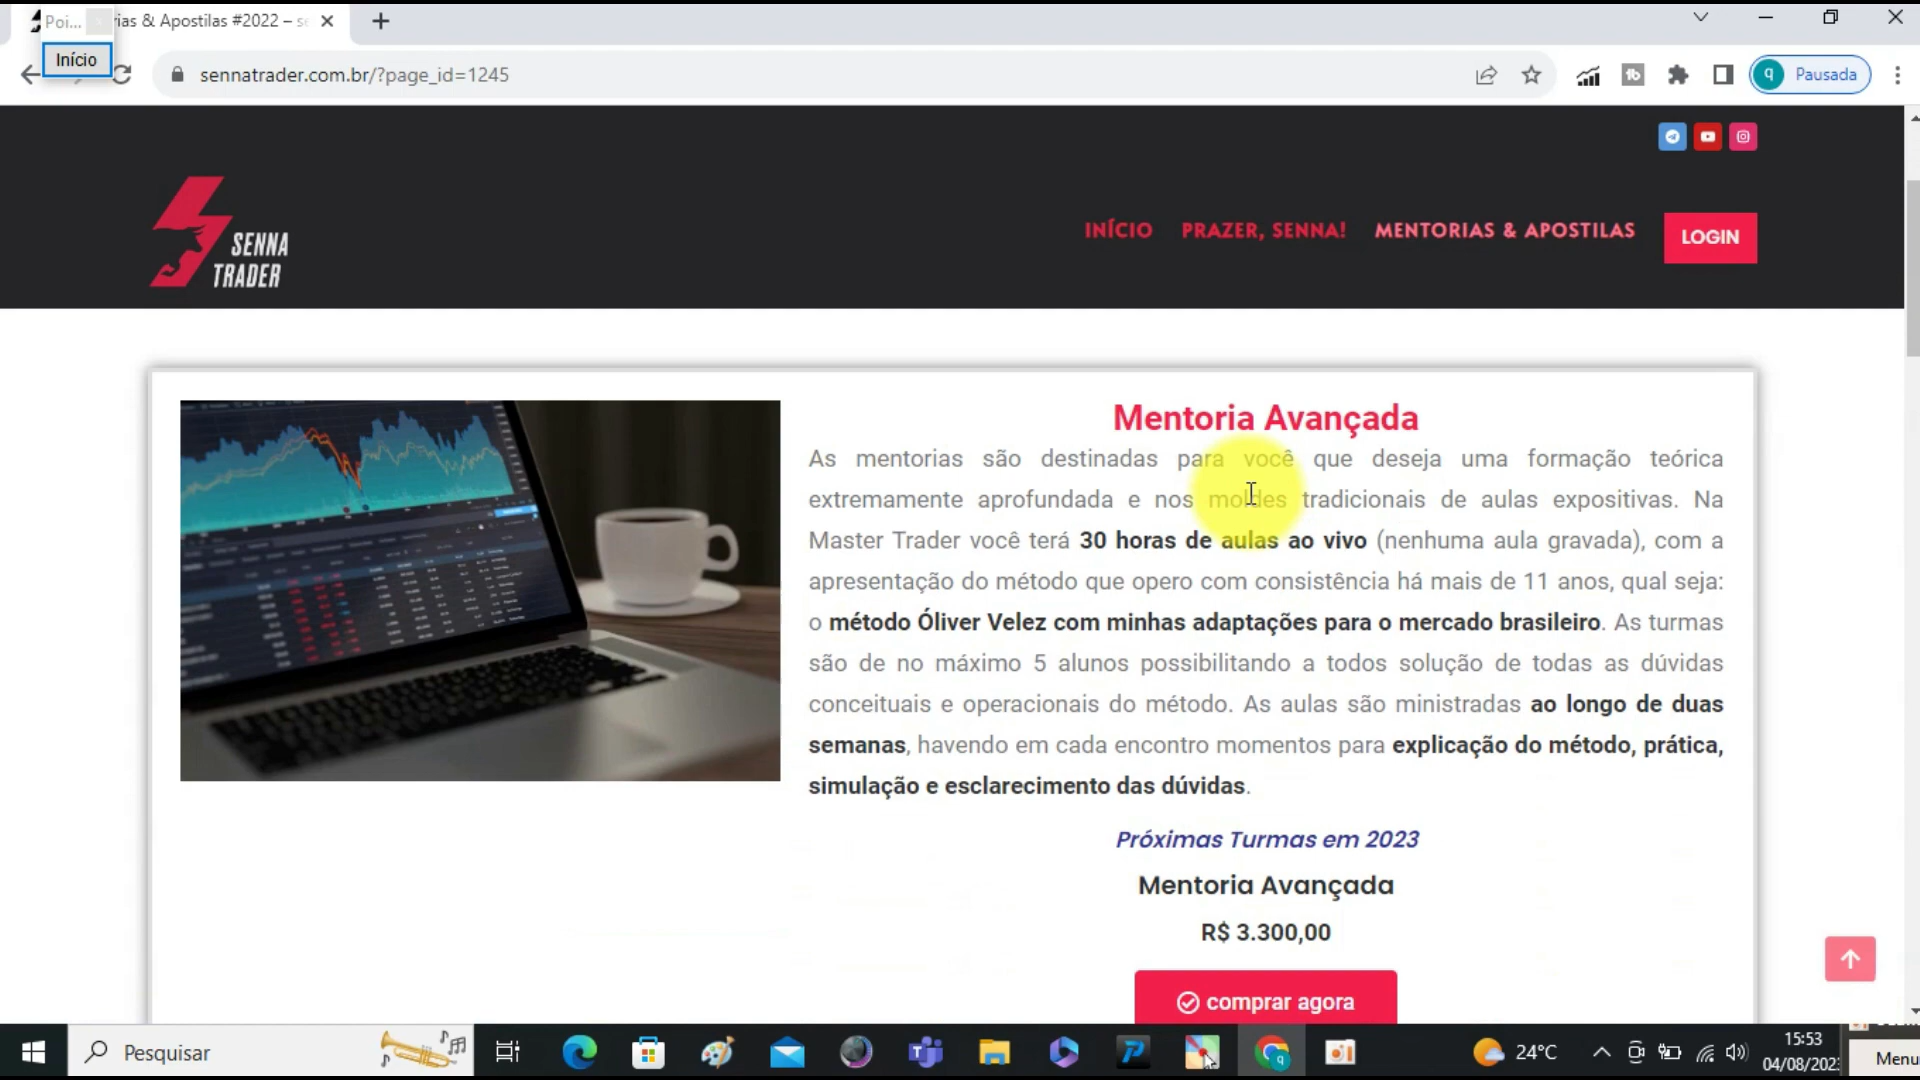 Poi...
rias & Apostilas #2022 – se
Início
sennatrader.com.br/?page_id=1245
q
Pausada
SENNA
TRADER
INÍCIO
PRAZER, SENNA!
MENTORIAS & APOSTILAS
LOGIN
Mentoria Avançada
As mentorias são destinadas para você que deseja uma formação teórica
extremamente aprofundada e nos moldes tradicionais de aulas expositivas. Na
Master Trader você terá 30 horas de aulas ao vivo (nenhuma aula gravada), com a
apresentação do método que opero com consistência há mais de 11 anos, qual seja:
o método Óliver Velez com minhas adaptações para o mercado brasileiro. As turmas
são de no máximo 5 alunos possibilitando a todos solução de todas as dúvidas
conceituais e operacionais do método. As aulas são ministradas ao longo de duas
semanas, havendo em cada encontro momentos para explicação do método, prática,
simulação e esclarecimento das dúvidas.
Próximas Turmas em 2023
Mentoria Avançada
R$ 3.300,00
comprar agora
Pesquisar
24°C
15:53
04/08/202
Menu